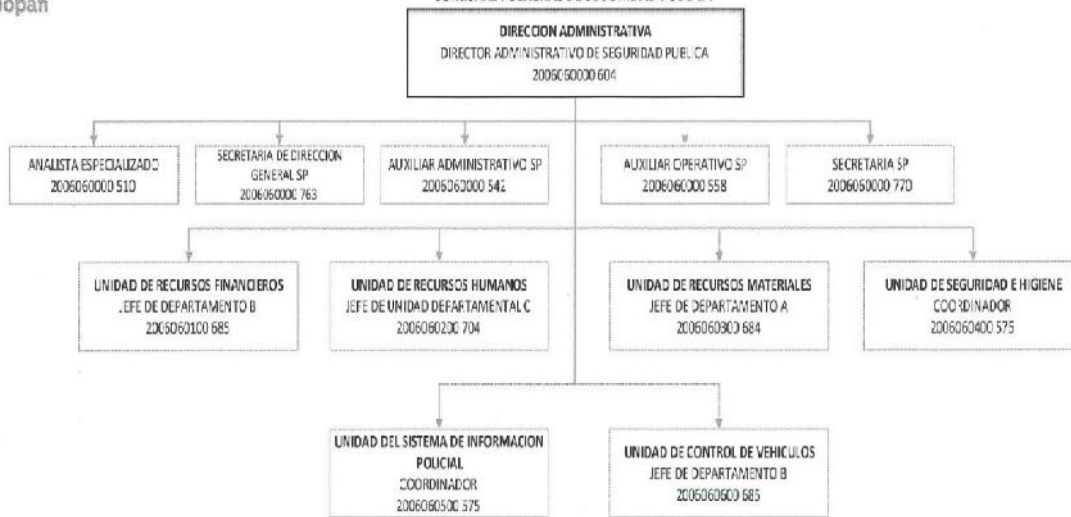 DIRECCION ADMINISTRATIVA
DIRECTOR ADMINISTRATIVO DE SEGURIDAD PUBLICA
2006060000 604
ANALISTA ESPECIALIZADO
2006060000 510
SECRETARIA DE DIRECCION
GENERAL SP
2006060000 763
AUXILIAR ADMINISTRATIVO SP
2006060000 542
AUXILIAR OPERATIVO SP
2006060000 558
SECRETARIA SP
2006060000 770
UNIDAD DE RECURSOS FINANCIEROS
JEFE DE DEPARTAMENTO B
2006060100 685
UNIDAD DE RECURSOS HUMANOS
JEFE DE UNIDAD DEPARTAMENTAL C
2006060200 704
UNIDAD DE RECURSOS MATERIALES
JEFE DE DEPARTAMENTO A
2006060300 684
UNIDAD DE SEGURIDAD E HIGIENE
COORDINADOR
2006060400 575
UNIDAD DEL SISTEMA DE INFORMACION
POLICIAL
COORDINADOR
2006060500 575
UNIDAD DE CONTROL DE VEHICULOS
JEFE DE DEPARTAMENTO B
2006060600 685